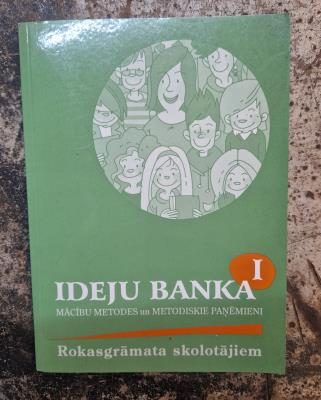 IDEJU BANKA I
MĀCĪBU METODES un METODISKIE PAŅĒMIENI
Rokasgrāmata skolotājiem